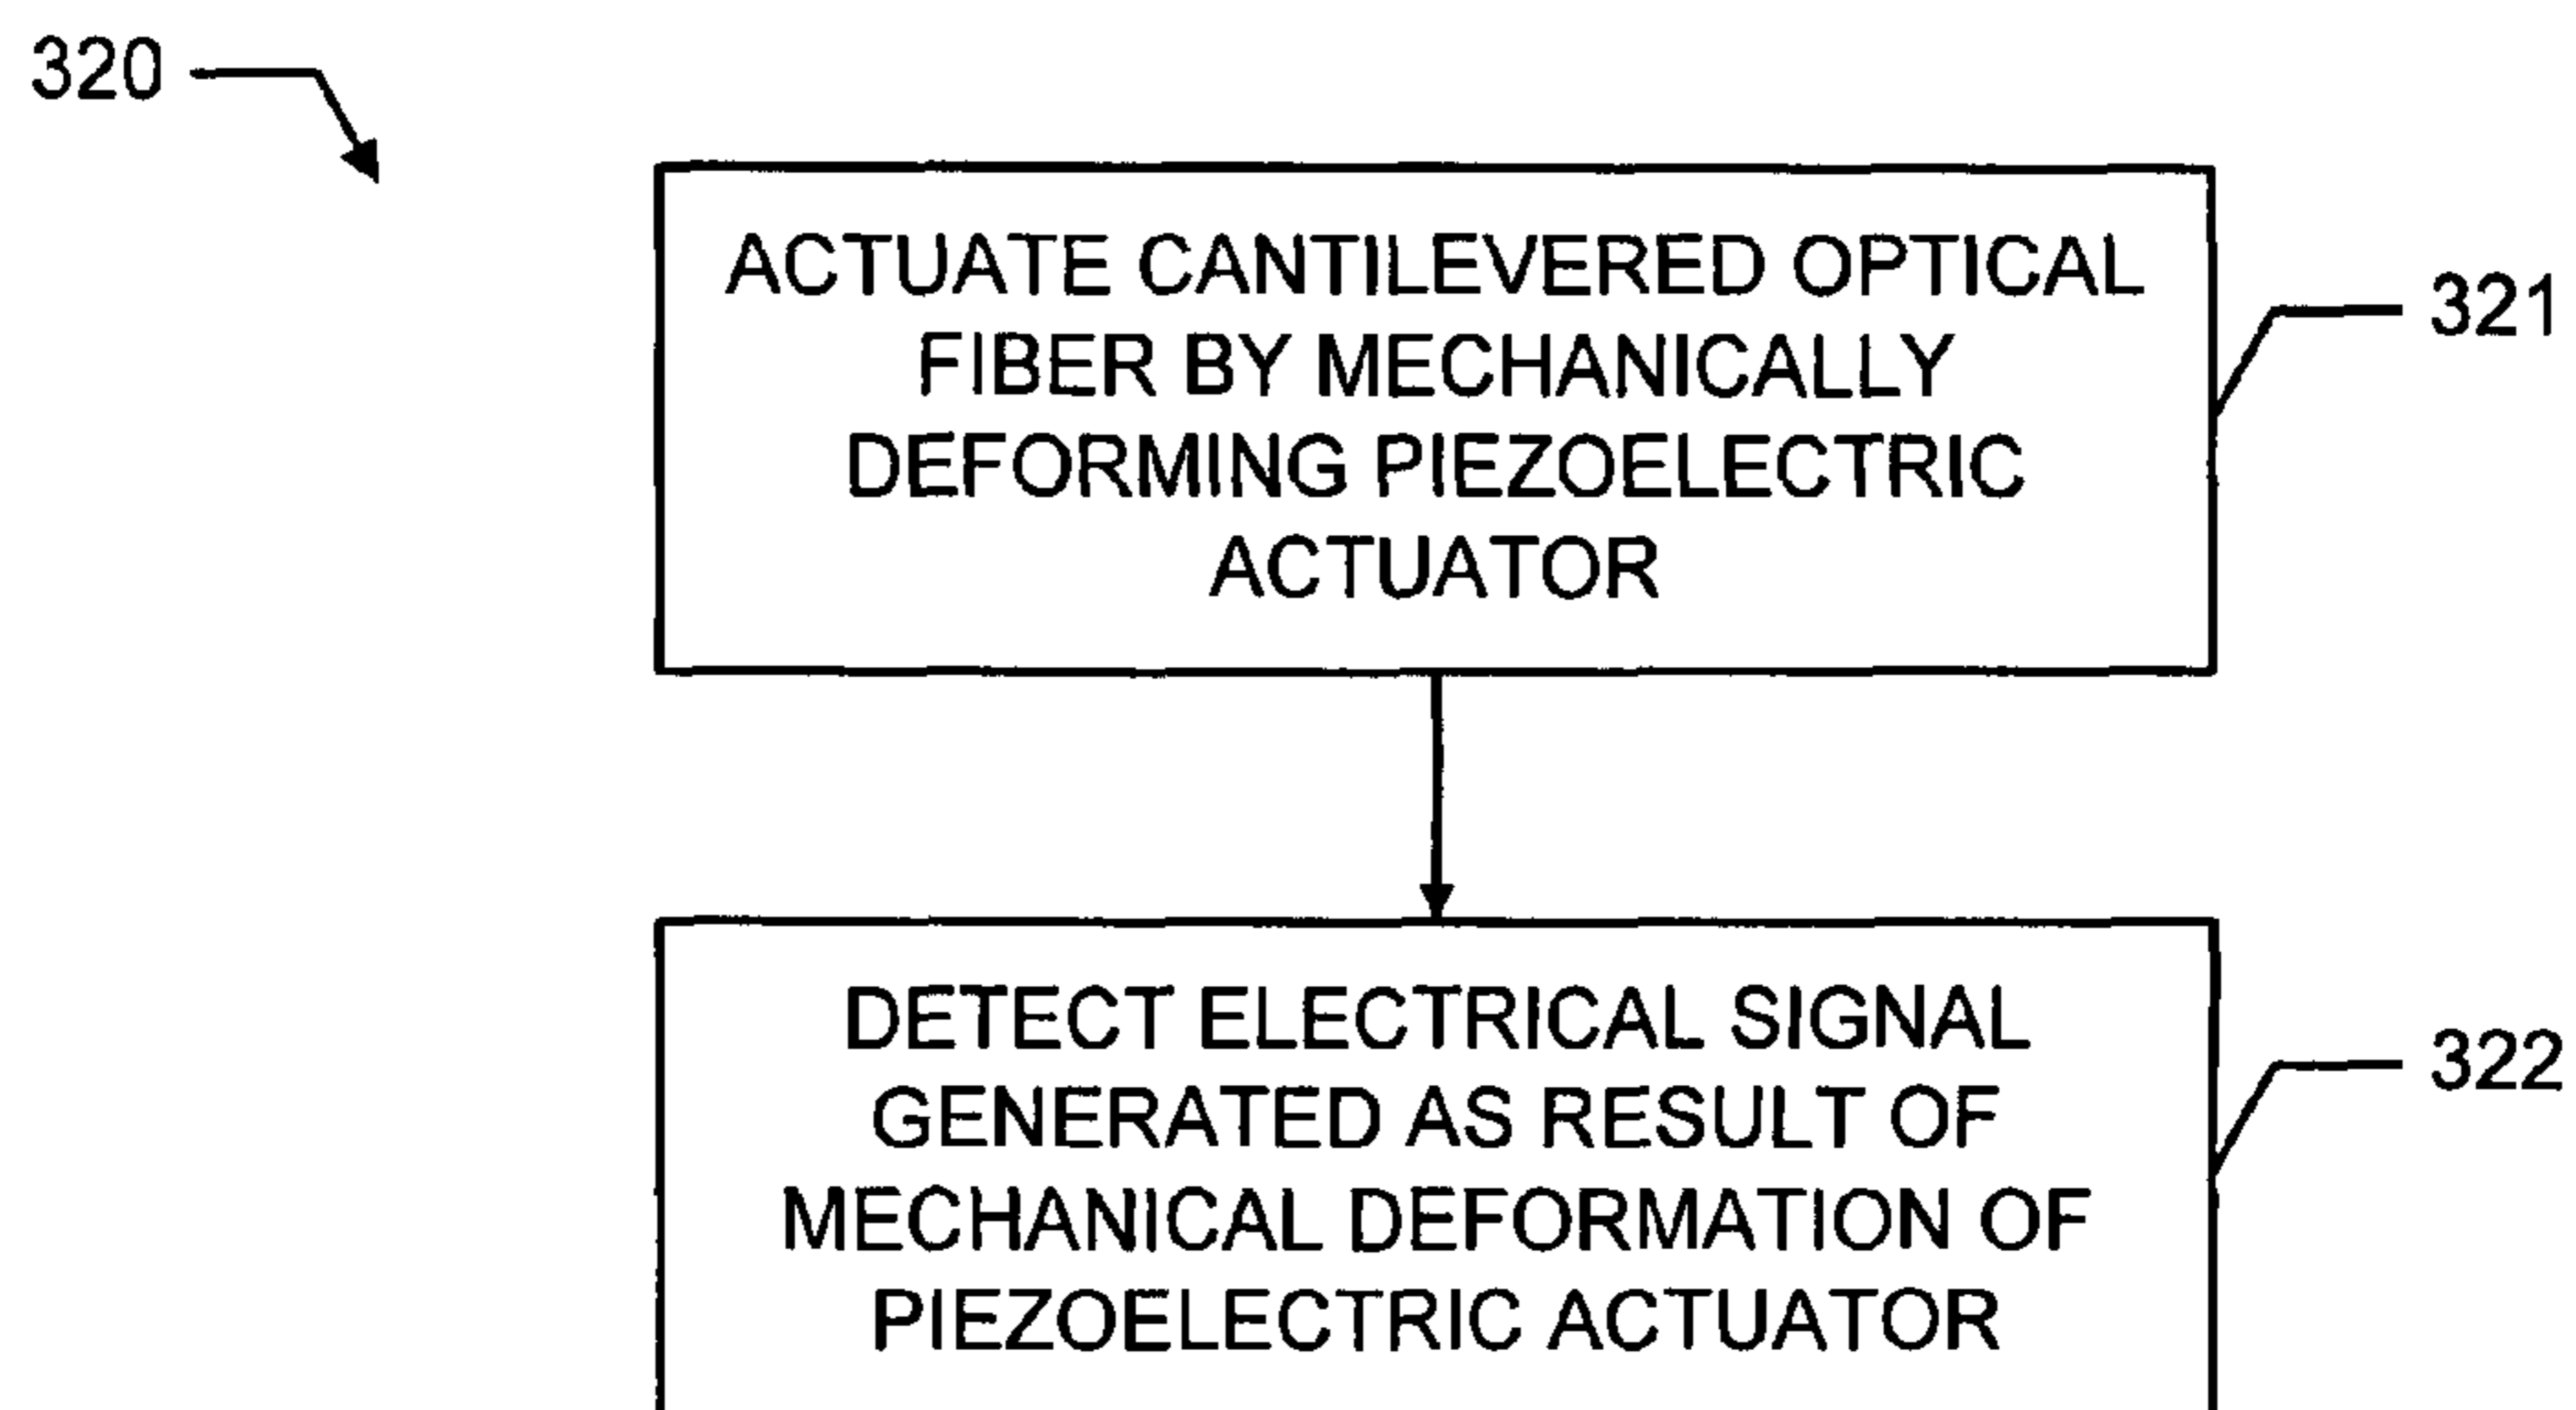 320
ACTUATE CANTILEVERED OPTICAL
FIBER BY MECHANICALLY
DEFORMING PIEZOELECTRIC
ACTUATOR
321
DETECT ELECTRICAL SIGNAL
GENERATED AS RESULT OF
MECHANICAL DEFORMATION OF
PIEZOELECTRIC ACTUATOR
322